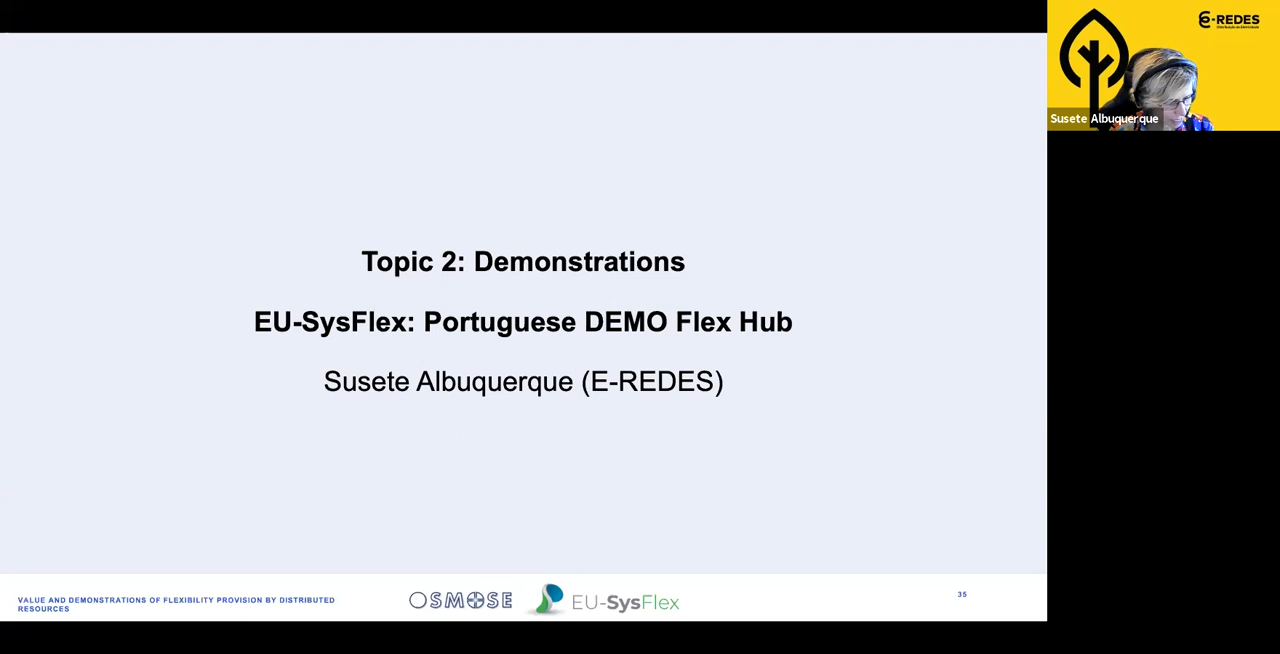 E-REDES
Susete Albuquerque
Topic 2: Demonstrations
EU-SysFlex: Portuguese DEMO Flex Hub
Susete Albuquerque (E-REDES)
VALUE AND DEMONSTRATIONS OF FLEXIBILITY PROVISION BY DISTRIBUTED
RESOURCES
OSMOSE
EU-SysFlex
35